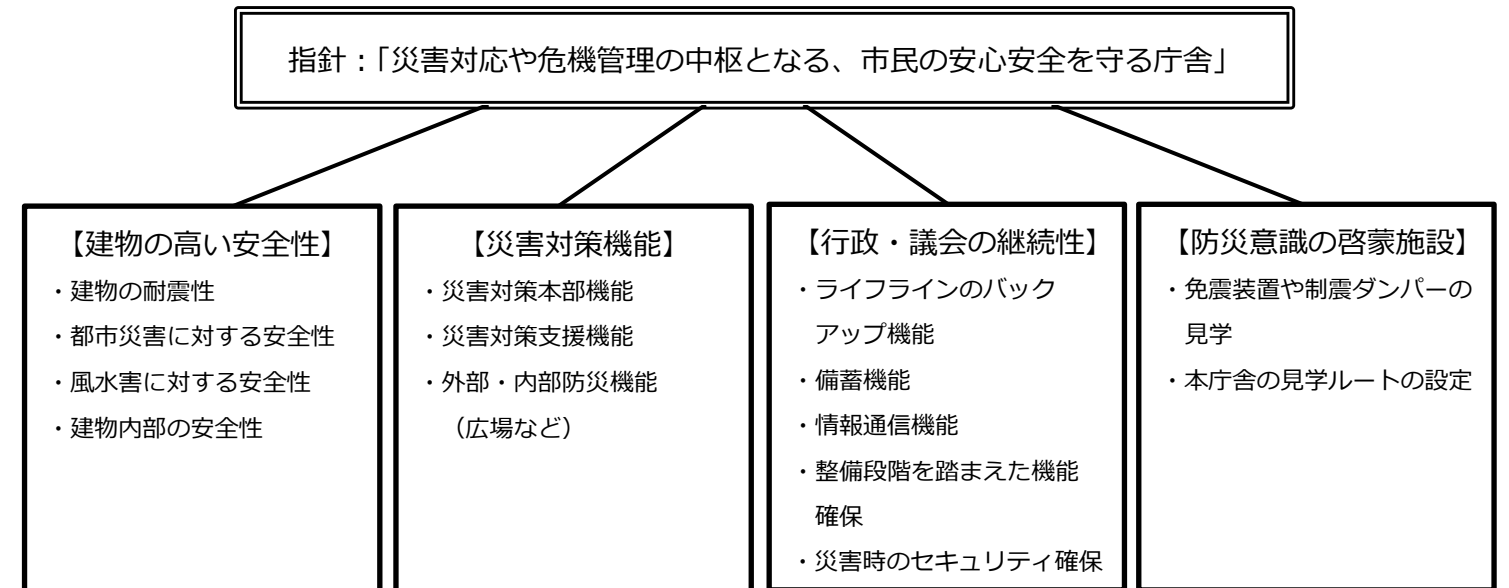 指針：「災害対応や危機管理の中枢となる、市民の安心安全を守る庁舎」
【建物の高い安全性】
・建物の耐震性
・都市災害に対する安全性
・風水害に対する安全性
・建物内部の安全性
【災害対策機能】
・災害対策本部機能
・災害対策支援機能
・外部・内部防災機能
（広場など）
【行政・議会の継続性】
・ライフラインのバック
アップ機能
・備蓄機能
・情報通信機能
・整備段階を踏まえた機能
確保
・災害時のセキュリティ確保
【防災意識の啓蒙施設】
・免震装置や制震ダンパーの
見学
・本庁舎の見学ルートの設定